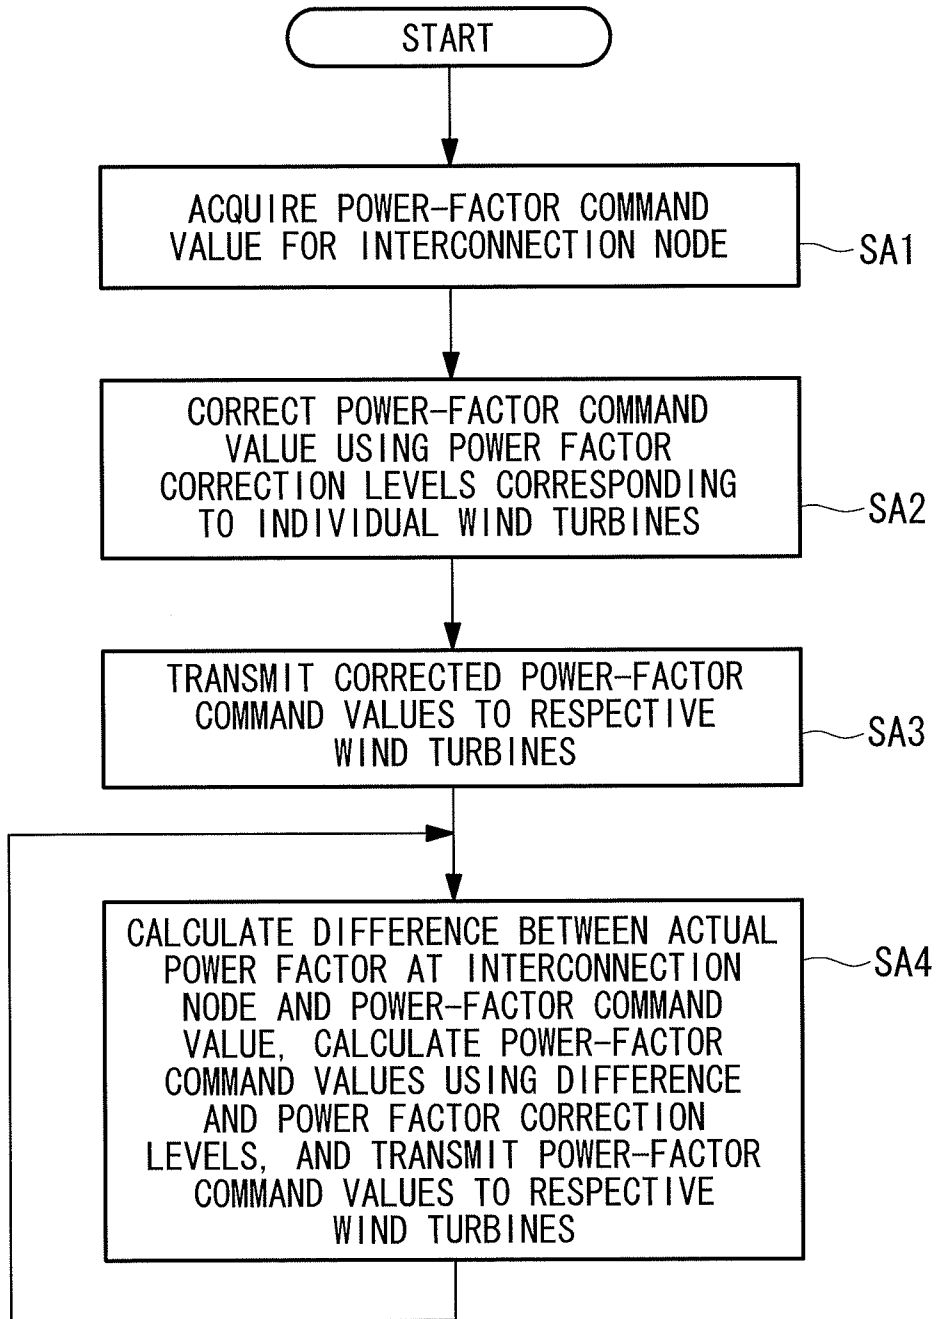 START
ACQUIRE POWER-FACTOR COMMAND
VALUE FOR INTERCONNECTION NODE
SA1
CORRECT POWER-FACTOR COMMAND
VALUE USING POWER FACTOR
CORRECTION LEVELS CORRESPONDING
TO INDIVIDUAL WIND TURBINES
SA2
TRANSMIT CORRECTED POWER-FACTOR
COMMAND VALUES TO RESPECTIVE
WIND TURBINES
SA3
CALCULATE DIFFERENCE BETWEEN ACTUAL
POWER FACTOR AT INTERCONNECTION
NODE AND POWER-FACTOR COMMAND
VALUE, CALCULATE POWER-FACTOR
COMMAND VALUES USING DIFFERENCE
AND POWER FACTOR CORRECTION
LEVELS, AND TRANSMIT POWER-FACTOR
COMMAND VALUES TO RESPECTIVE
WIND TURBINES
SA4